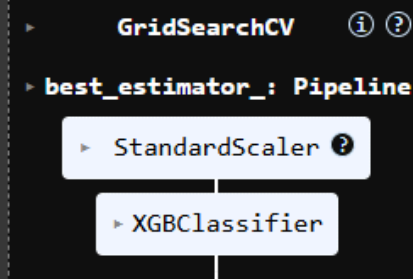 GridSearchCV i ?
best_estimator_: Pipeline
StandardScaler ?
XGBClassifier